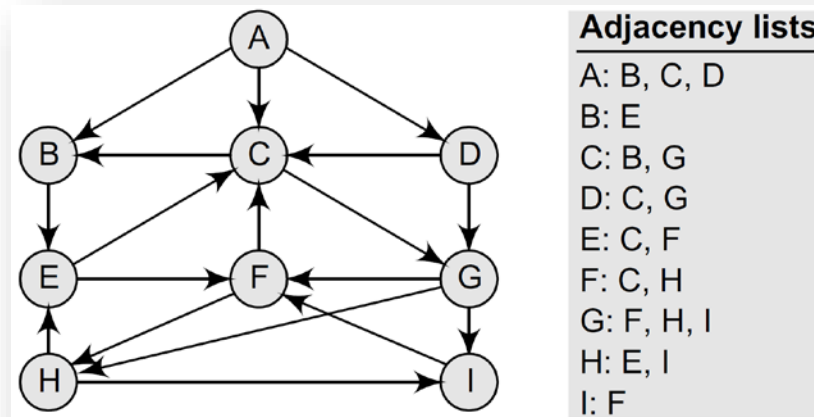 A
B C D
E F G
H I
Adjacency lists
A: B, C, D
B: E
C: B, G
D: C, G
E: C, F
F: C, H
G: F, H, I
H: E, I
I: F